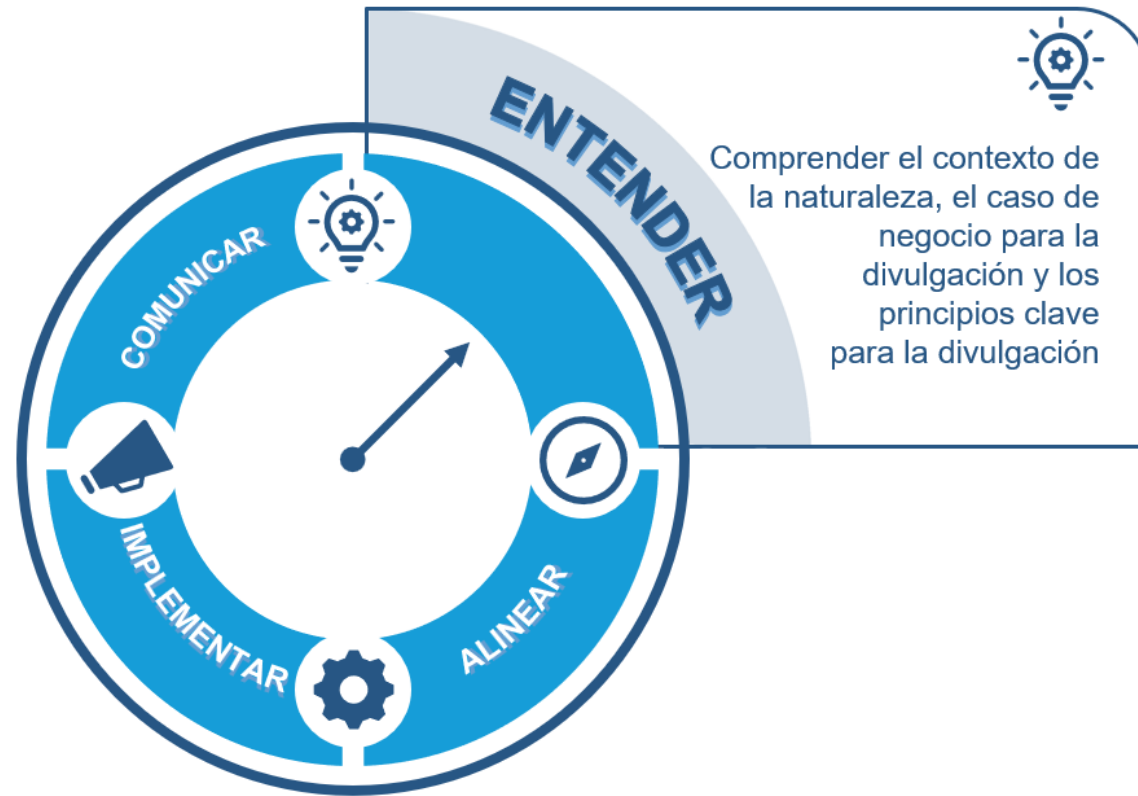 ENTENDER
Comprender el contexto de
la naturaleza, el caso de
negocio para la
divulgación y los
principios clave
para la divulgación
COMUNICAR
IMPLEMENTAR
ALINEAR